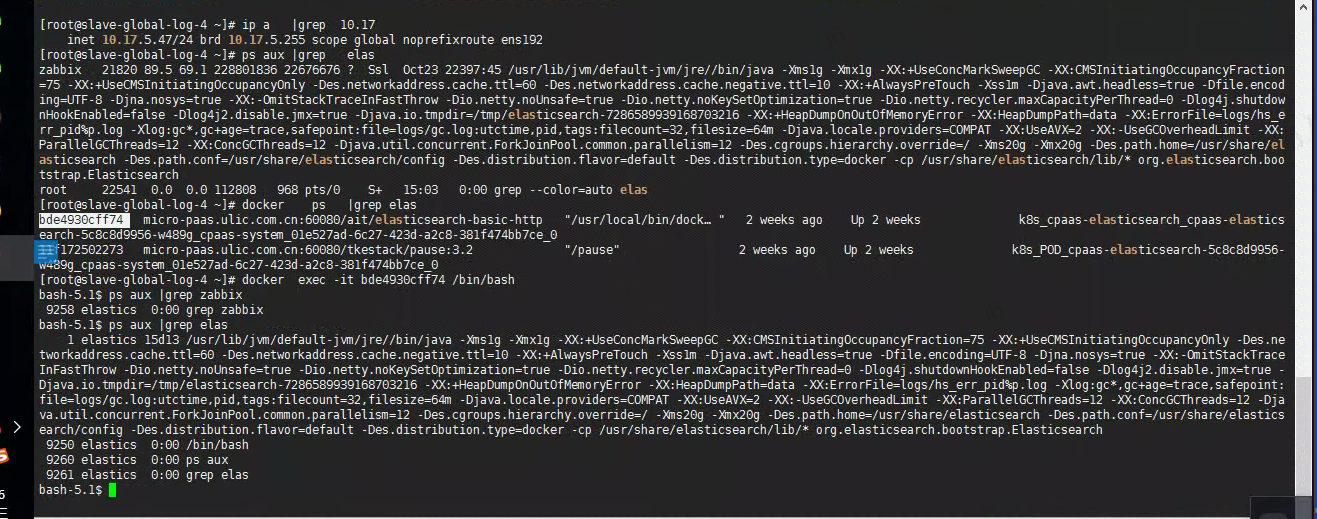 [root@slave-global-log-4 ~]# ip a   |grep  10.17
    inet 10.17.5.47/24 brd 10.17.5.255 scope global noprefixroute ens192
[root@slave-global-log-4 ~]# ps aux |grep   elas
zabbix   21820 89.5 69.1 228801836 22676676 ?  Ssl  Oct23 22397:45 /usr/lib/jvm/default-jvm/jre//bin/java -Xms1g -Xmx1g -XX:+UseConcMarkSweepGC -XX:CMSInitiatingOccupancyFraction
=75 -XX:+UseCMSInitiatingOccupancyOnly -Des.networkaddress.cache.ttl=60 -Des.networkaddress.cache.negative.ttl=10 -XX:+AlwaysPreTouch -Xss1m -Djava.awt.headless=true -Dfile.encod
ing=UTF-8 -Djna.nosys=true -XX:-OmitStackTraceInFastThrow -Dio.netty.noUnsafe=true -Dio.netty.noKeySetOptimization=true -Dio.netty.recycler.maxCapacityPerThread=0 -Dlog4j.shutdow
nHookEnabled=false -Dlog4j2.disable.jmx=true -Djava.io.tmpdir=/tmp/elasticsearch-7286589939168703216 -XX:+HeapDumpOnOutOfMemoryError -XX:HeapDumpPath=data -XX:ErrorFile=logs/hs_e
rr_pid%p.log -Xlog:gc*,gc+age=trace,safepoint:file=logs/gc.log:utctime,pid,tags:filecount=32,filesize=64m -Djava.locale.providers=COMPAT -XX:UseAVX=2 -XX:-UseGCOverheadLimit -XX:
ParallelGCThreads=12 -XX:ConcGCThreads=12 -Djava.util.concurrent.ForkJoinPool.common.parallelism=12 -Des.cgroups.hierarchy.override=/ -Xms20g -Xmx20g -Des.path.home=/usr/share/el
asticsearch -Des.path.conf=/usr/share/elasticsearch/config -Des.distribution.flavor=default -Des.distribution.type=docker -cp /usr/share/elasticsearch/lib/* org.elasticsearch.boo
tstrap.Elasticsearch
root     22541  0.0  0.0 112808   968 pts/0    S+   15:03   0:00 grep --color=auto elas
[root@slave-global-log-4 ~]# docker   ps   |grep elas
bde4930cff74   micro-paas.ulic.com.cn:60080/ait/elasticsearch-basic-http   "/usr/local/bin/dock… "   2 weeks ago    Up 2 weeks              k8s_cpaas-elasticsearch_cpaas-elastics
earch-5c8c8d9956-w489g_cpaas-system_01e527ad-6c27-423d-a2c8-381f474bb7ce_0
f172502273   micro-paas.ulic.com.cn:60080/tkestack/pause:3.2             "/pause"                 2 weeks ago    Up 2 weeks              k8s_POD_cpaas-elasticsearch-5c8c8d9956-
w489g_cpaas-system_01e527ad-6c27-423d-a2c8-381f474bb7ce_0
[root@slave-global-log-4 ~]# docker  exec -it bde4930cff74 /bin/bash
bash-5.1$ ps aux |grep zabbix
 9258 elastics  0:00 grep zabbix
bash-5.1$ ps aux |grep elas
    1 elastics 15d13 /usr/lib/jvm/default-jvm/jre//bin/java -Xms1g -Xmx1g -XX:+UseConcMarkSweepGC -XX:CMSInitiatingOccupancyFraction=75 -XX:+UseCMSInitiatingOccupancyOnly -Des.ne
tworkaddress.cache.ttl=60 -Des.networkaddress.cache.negative.ttl=10 -XX:+AlwaysPreTouch -Xss1m -Djava.awt.headless=true -Dfile.encoding=UTF-8 -Djna.nosys=true -XX:-OmitStackTrace
InFastThrow -Dio.netty.noUnsafe=true -Dio.netty.noKeySetOptimization=true -Dio.netty.recycler.maxCapacityPerThread=0 -Dlog4j.shutdownHookEnabled=false -Dlog4j2.disable.jmx=true -
Djava.io.tmpdir=/tmp/elasticsearch-7286589939168703216 -XX:+HeapDumpOnOutOfMemoryError -XX:HeapDumpPath=data -XX:ErrorFile=logs/hs_err_pid%p.log -Xlog:gc*,gc+age=trace,safepoint:
file=logs/gc.log:utctime,pid,tags:filecount=32,filesize=64m -Djava.locale.providers=COMPAT -XX:UseAVX=2 -XX:-UseGCOverheadLimit -XX:ParallelGCThreads=12 -XX:ConcGCThreads=12 -Dja
va.util.concurrent.ForkJoinPool.common.parallelism=12 -Des.cgroups.hierarchy.override=/ -Xms20g -Xmx20g -Des.path.home=/usr/share/elasticsearch -Des.path.conf=/usr/share/elastics
earch/config -Des.distribution.flavor=default -Des.distribution.type=docker -cp /usr/share/elasticsearch/lib/* org.elasticsearch.bootstrap.Elasticsearch
 9250 elastics  0:00 /bin/bash
 9260 elastics  0:00 ps aux
 9261 elastics  0:00 grep elas
bash-5.1$